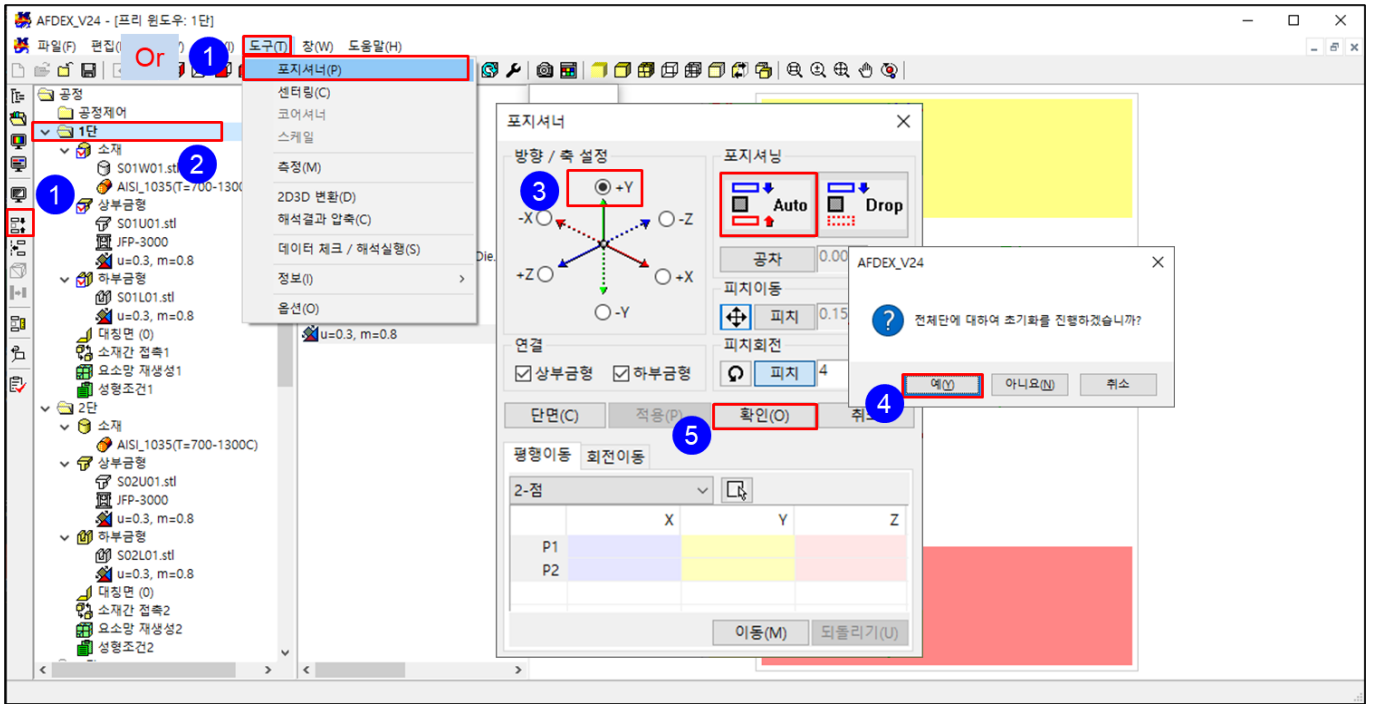 AFDEX_V24 - [프리 윈도우: 1단]
파일(F) 편집( Or 1 (I) 도구(T) 창(W) 도움말(H)
포지셔너(P)
센터링(C)
코어셔너
스케일
측정(M)
2D3D 변환(D)
해석결과 압축(C)
데이터 체크 / 해석실행(S)
정보(I)
옵션(O)
공정
공정제어
1단
소재
S01W01.stl
2
AISI_1035(T=700-1300
1
상부금형
S01U01.stl
JFP-3000
u=0.3, m=0.8
하부금형
S01L01.stl
u=0.3, m=0.8
대칭면 (0)
소재간 접촉1
요소망 재생성1
성형조건1
2단
소재
AISI_1035(T=700-1300C)
상부금형
S02U01.stl
JFP-3000
u=0.3, m=0.8
하부금형
S02L01.stl
u=0.3, m=0.8
대칭면 (0)
소재간 접촉2
요소망 재생성2
성형조건2
Die.
u=0.3, m=0.8
포지셔너
방향 / 축 설정
3
+Y
-X
-Z
+Z
+X
-Y
포지셔닝
Auto
Drop
공차 0.00
피치이동
피치 0.15
연결
상부금형 하부금형
피치회전
피치 4
단면(C) 적용(P) 확인(O) 취소
5
평행이동 회전이동
2-점
X Y Z
P1
P2
이동(M) 되돌리기(U)
AFDEX_V24
전체단에 대하여 초기화를 진행하겠습니까?
예(Y) 아니요(N) 취소
4